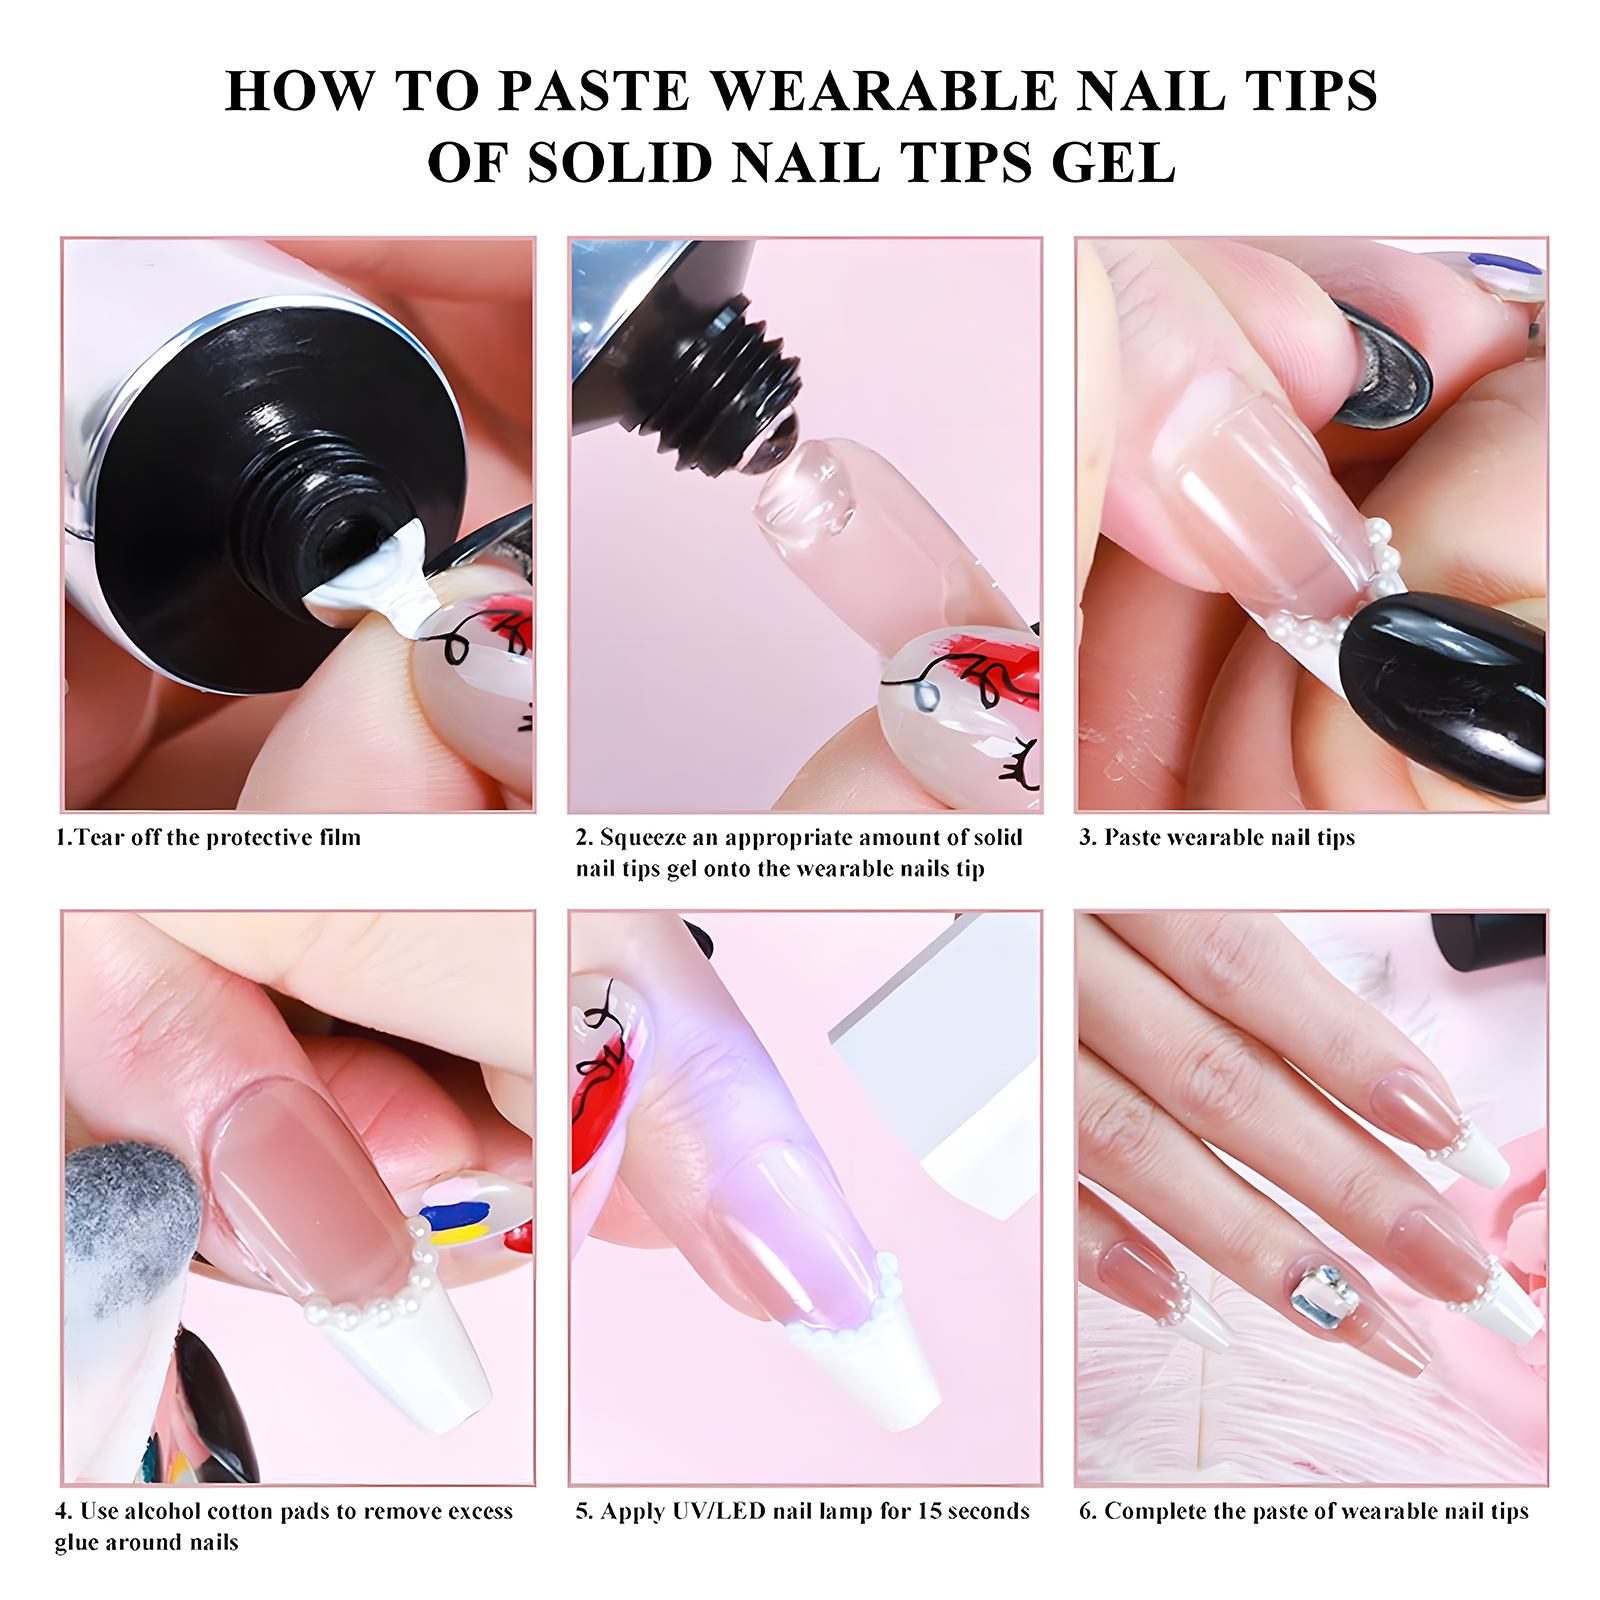 HOW TO PASTE WEARABLE NAIL TIPS
OF SOLID NAIL TIPS GEL
1.Tear off the protective film
2. Squeeze an appropriate amount of solid
nail tips gel onto the wearable nails tip
3. Paste wearable nail tips
4. Use alcohol cotton pads to remove excess
glue around nails
5. Apply UV/LED nail lamp for 15 seconds
6. Complete the paste of wearable nail tips